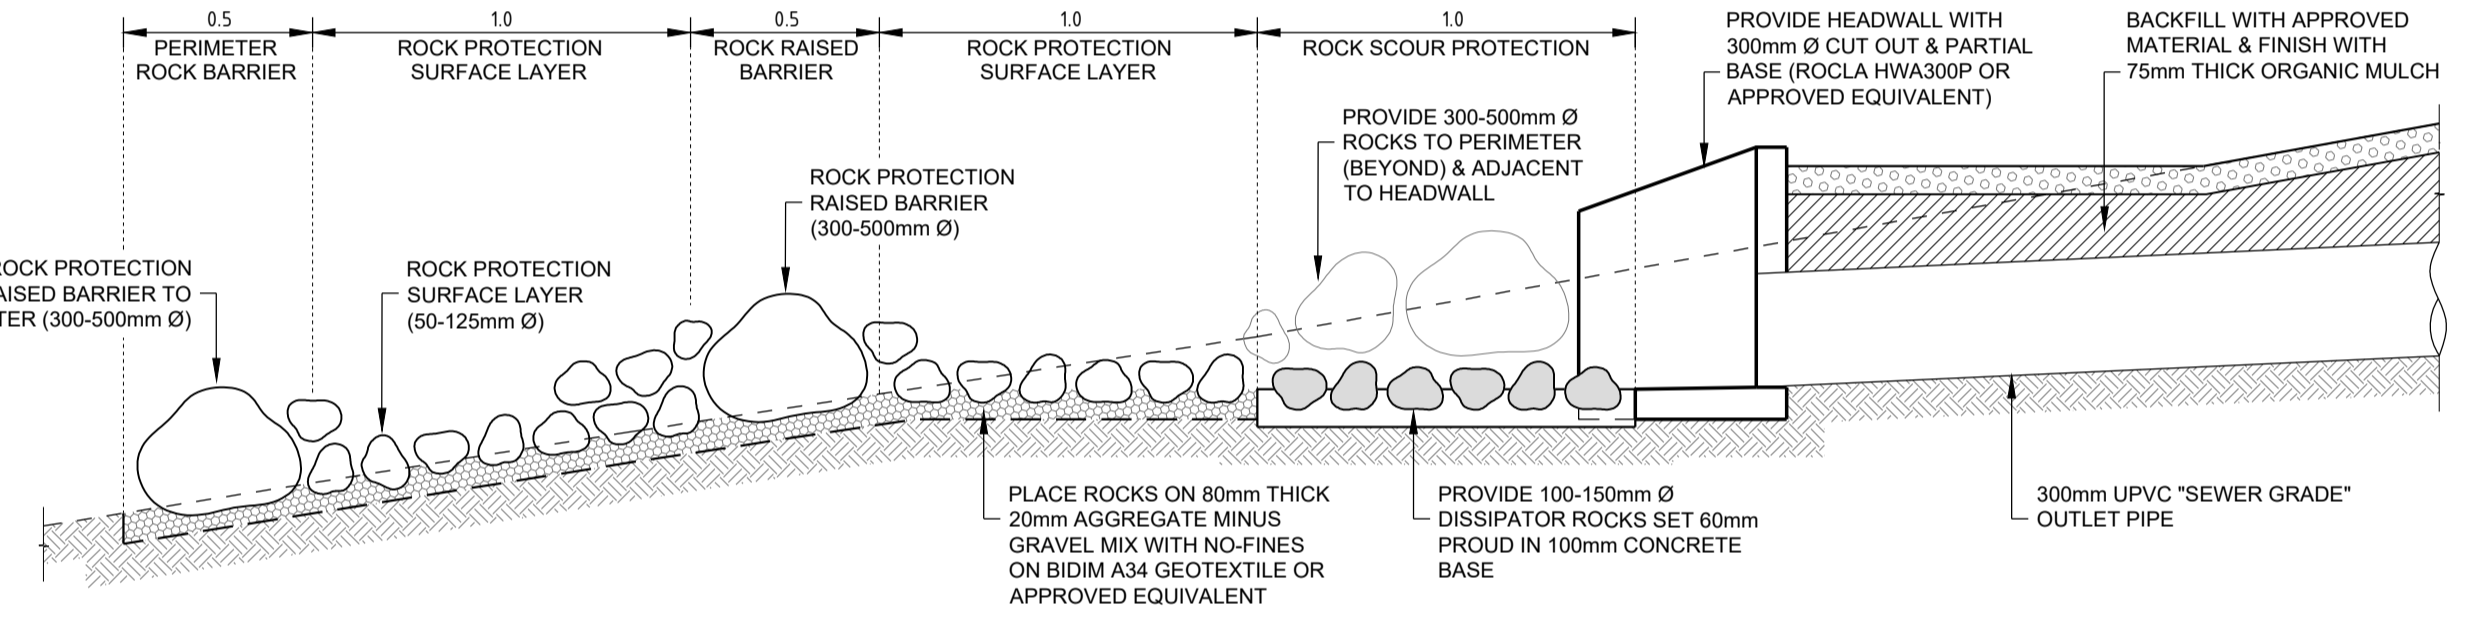 0.5
PERIMETER
ROCK BARRIER
1.0
ROCK PROTECTION
SURFACE LAYER
0.5
ROCK RAISED
BARRIER
1.0
ROCK PROTECTION
SURFACE LAYER
1.0
ROCK SCOUR PROTECTION
PROVIDE HEADWALL WITH
300mm Ø CUT OUT & PARTIAL
BASE (ROCLA HWA300P OR
APPROVED EQUIVALENT)
BACKFILL WITH APPROVED
MATERIAL & FINISH WITH
75mm THICK ORGANIC MULCH
PROVIDE 300-500mm Ø
ROCKS TO PERIMETER
(BEYOND) & ADJACENT
TO HEADWALL
ROCK PROTECTION
RAISED BARRIER
(300-500mm Ø)
PROTECTION
BARRIER TO
(300-500mm Ø)
ROCK PROTECTION
SURFACE LAYER
(50-125mm Ø)
PLACE ROCKS ON 80mm THICK
20mm AGGREGATE MINUS
GRAVEL MIX WITH NO-FINES
ON BIDIM A34 GEOTEXTILE OR
APPROVED EQUIVALENT
PROVIDE 100-150mm Ø
DISSIPATOR ROCKS SET 60mm
PROUD IN 100mm CONCRETE
BASE
300mm UPVC "SEWER GRADE"
OUTLET PIPE